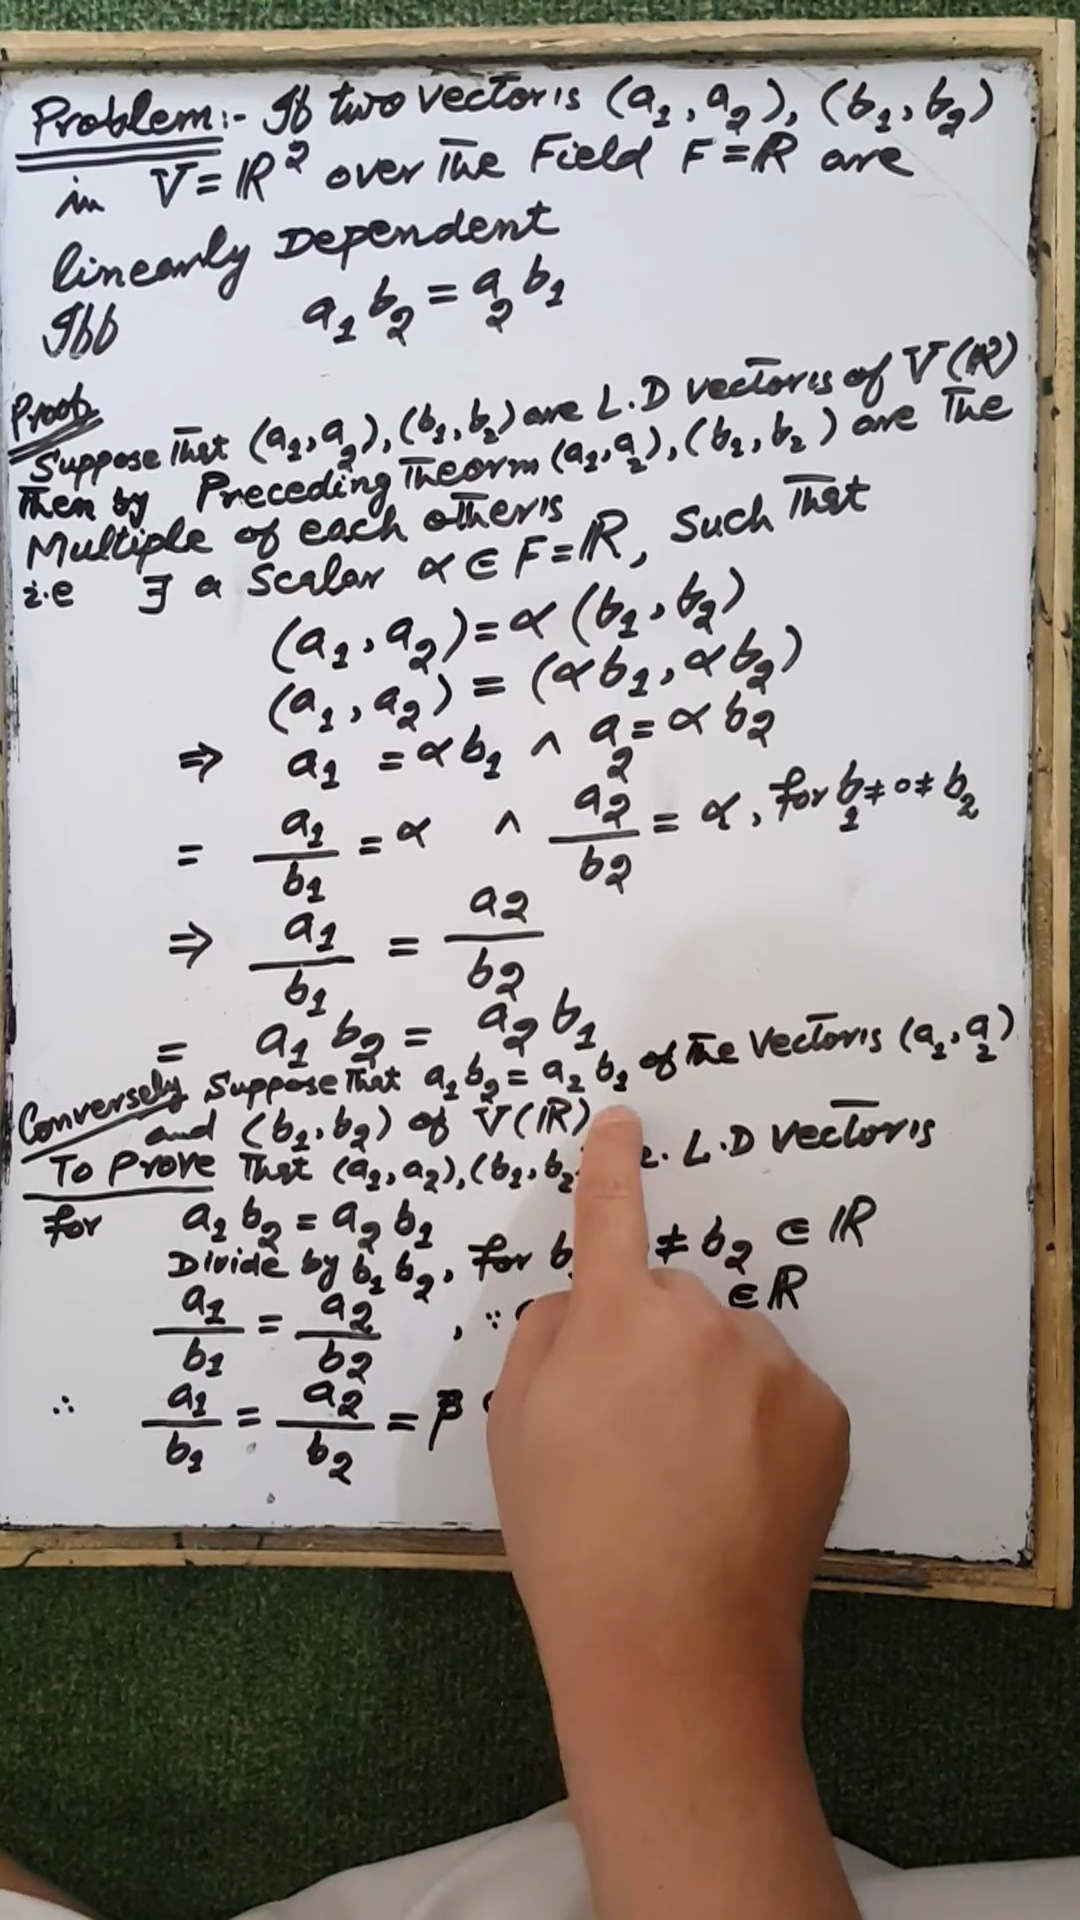 Problem:- If two vectors (a₁, a₂), (b₁, b₂)
in V = ℝ² over The Field F = ℝ are
linearly Dependent
Iff a₁ b₂ = a₂ b₁
Proof
Suppose That (a₁, a₂), (b₁, b₂) are L.D vectors of V(ℝ)
Then by Preceding Theorm (a₁, a₂), (b₁, b₂) are The
Multiple of each others
i.e ∃ a Scalar α ∈ F = ℝ, Such That
(a₁, a₂) = α (b₁, b₂)
(a₁, a₂) = (αb₁, αb₂)
⇒ a₁ = αb₁ ∧ a₂ = αb₂
= a₁/b₁ = α ∧ a₂/b₂ = α, for b₁ ≠ 0 ≠ b₂
⇒ a₁/b₁ = a₂/b₂
= a₁ b₂ = a₂ b₁
Conversely Suppose That a₁ b₂ = a₂ b₁ of The Vectors (a₁, a₂)
and (b₁, b₂) of V(ℝ)
To Prove That (a₁, a₂), (b₁, b₂ L.D vectors
for a₁ b₂ = a₂ b₁
Divide by b₁ b₂, for b ≠ b₂ ∈ ℝ
a₁/b₁ = a₂/b₂ , ∵ ∈ ℝ
∴ a₁/b₁ = a₂/b₂ = β